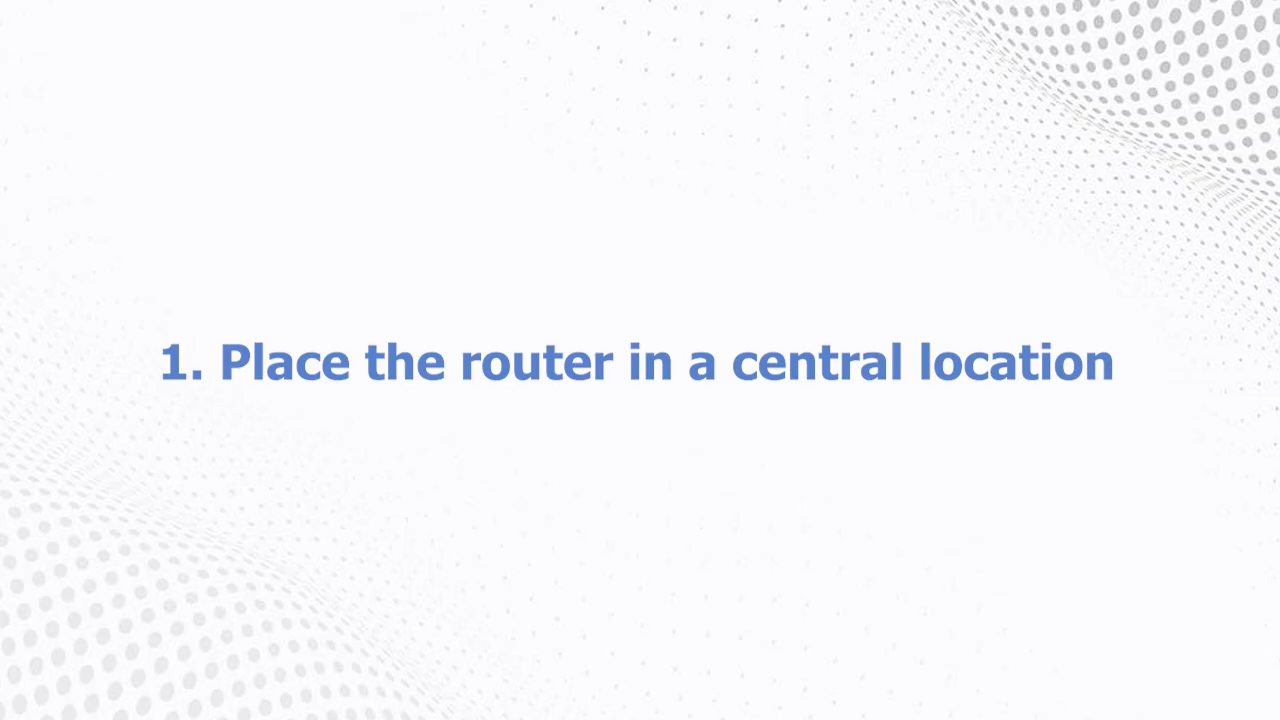 1. Place the router in a central location